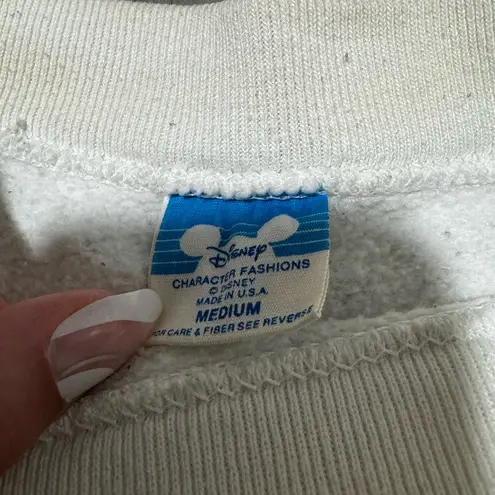 Disney
CHARACTER FASHIONS
© DISNEY
MADE IN U.S.A.
MEDIUM
FOR CARE & FIBER SEE REVERSE